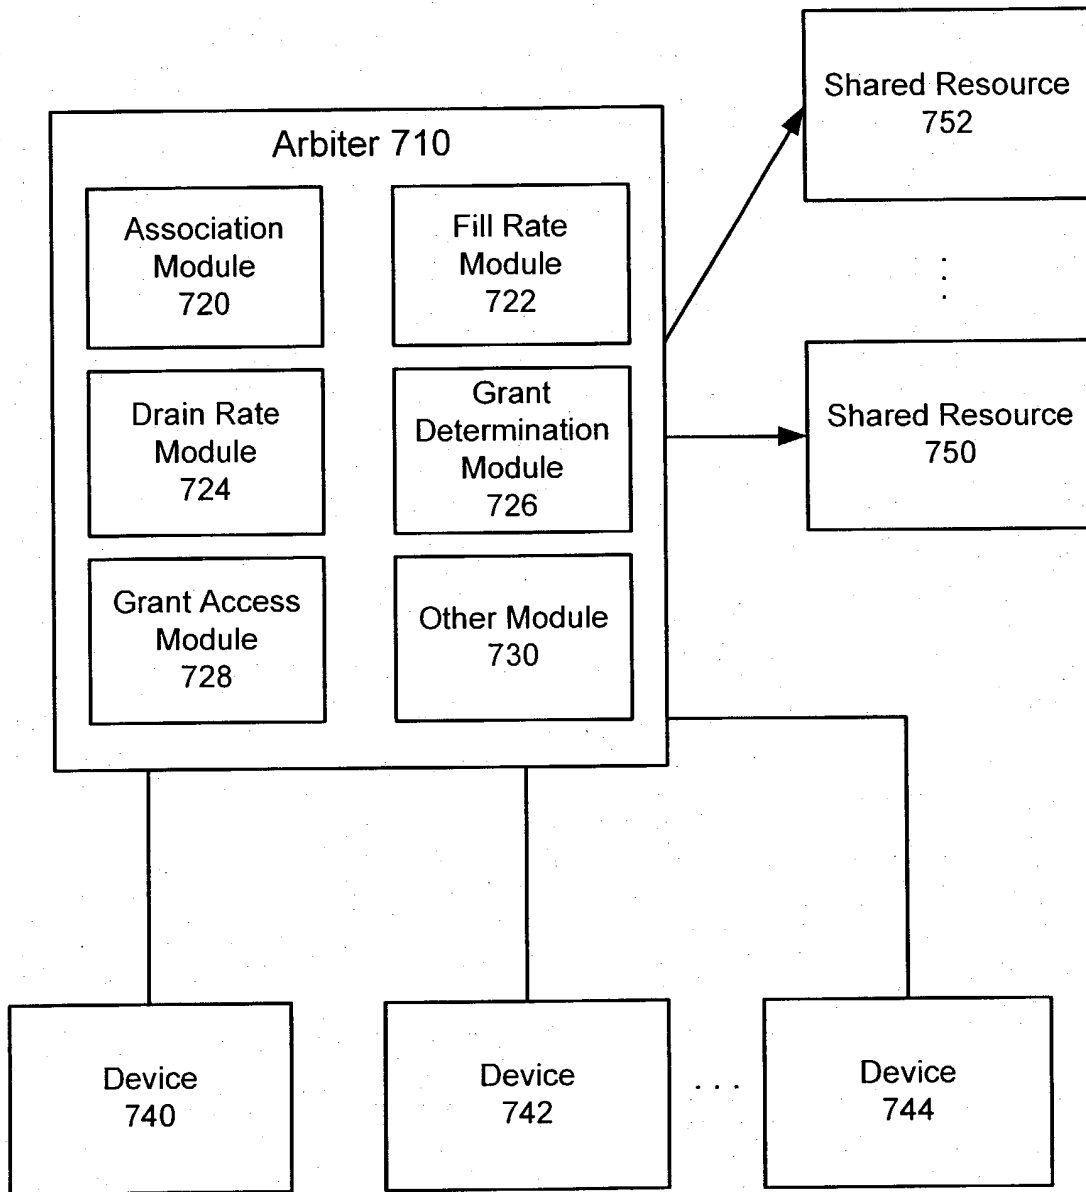 Shared Resource
752
Arbiter 710
Association
Module
720
Fill Rate
Module
722
Drain Rate
Module
724
Grant
Determination
Module
726
Shared Resource
750
Grant Access
Module
728
Other Module
730
Device
740
Device
742
. . .
Device
744